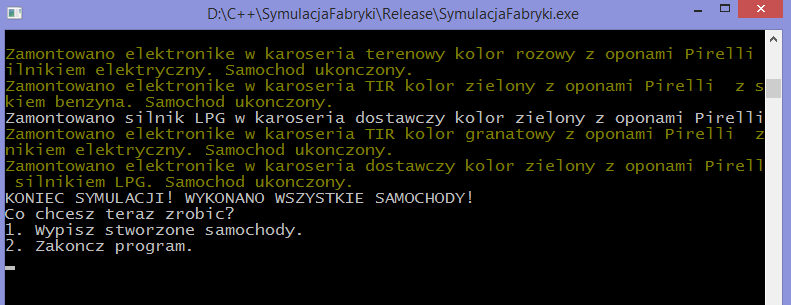 D:\C++\SymulacjaFabryki\Release\SymulacjaFabryki.exe
Zamontowano elektronike w karoseria terenowy kolor rozowy z oponami Pirelli
ilnikiem elektryczny. Samochod ukonczony.
Zamontowano elektronike w karoseria TIR kolor zielony z oponami Pirelli  z s
kiem benzyna. Samochod ukonczony.
Zamontowano silnik LPG w karoseria dostawczy kolor zielony z oponami Pirelli
Zamontowano elektronike w karoseria TIR kolor granatowy z oponami Pirelli  z
nikiem elektryczny. Samochod ukonczony.
Zamontowano elektronike w karoseria dostawczy kolor zielony z oponami Pirell
 silnikiem LPG. Samochod ukonczony.
KONIEC SYMULACJI! WYKONANO WSZYSTKIE SAMOCHODY!
Co chcesz teraz zrobic?
1. Wypisz stworzone samochody.
2. Zakoncz program.